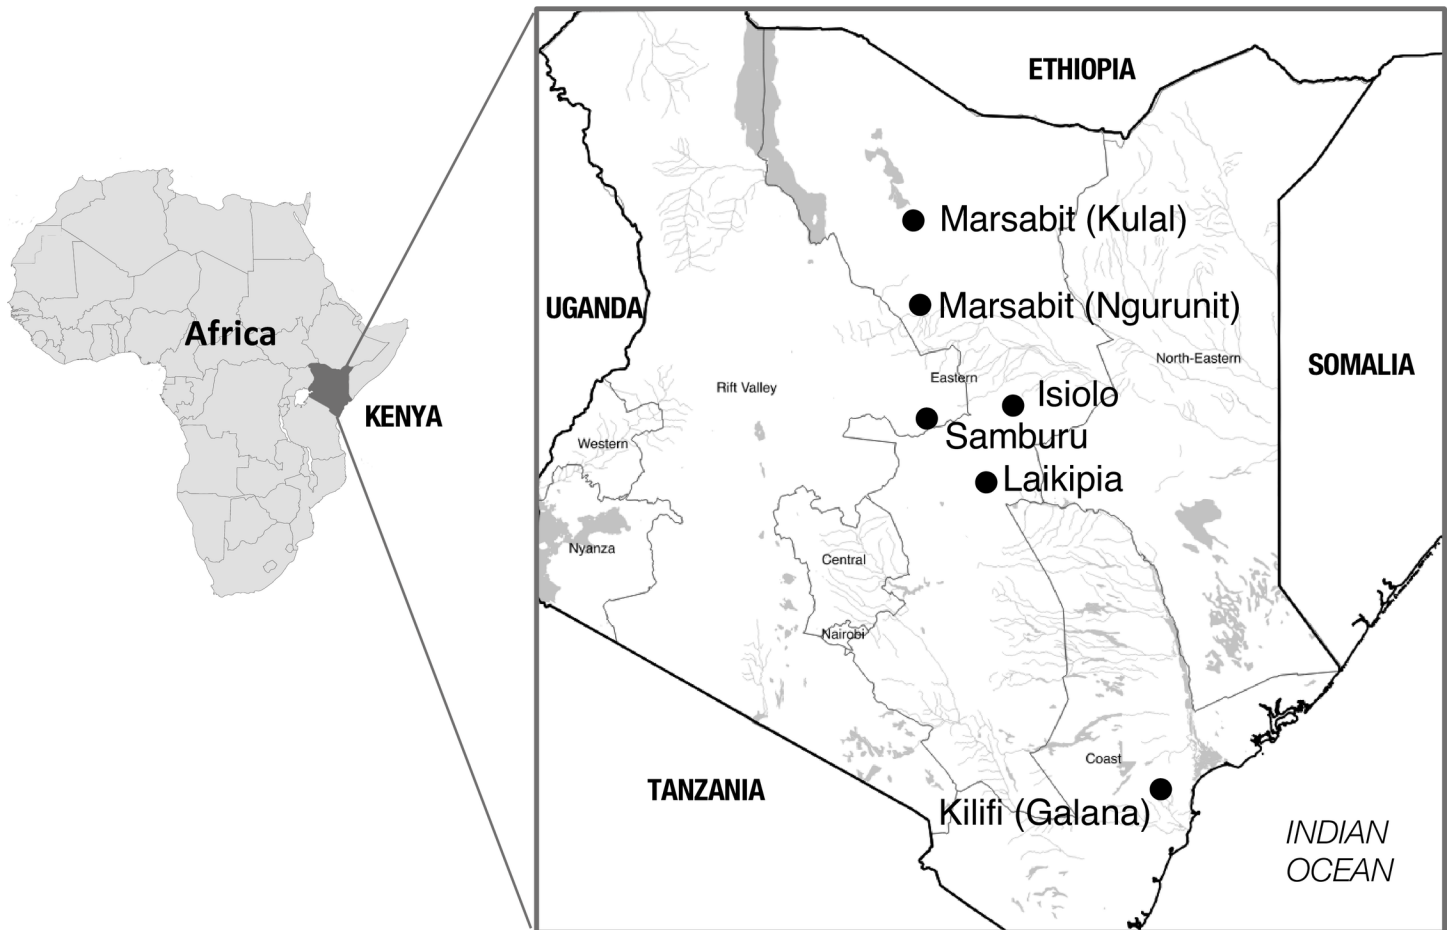 Africa
KENYA
ETHIOPIA
Marsabit (Kulal)
UGANDA
Marsabit (Ngurunit)
North-Eastern
SOMALIA
Rift Valley
Eastern
Isiolo
Samburu
Western
Laikipia
Nyanza
Central
Nairobi
Coast
TANZANIA
Kilifi (Galana)
INDIAN
OCEAN